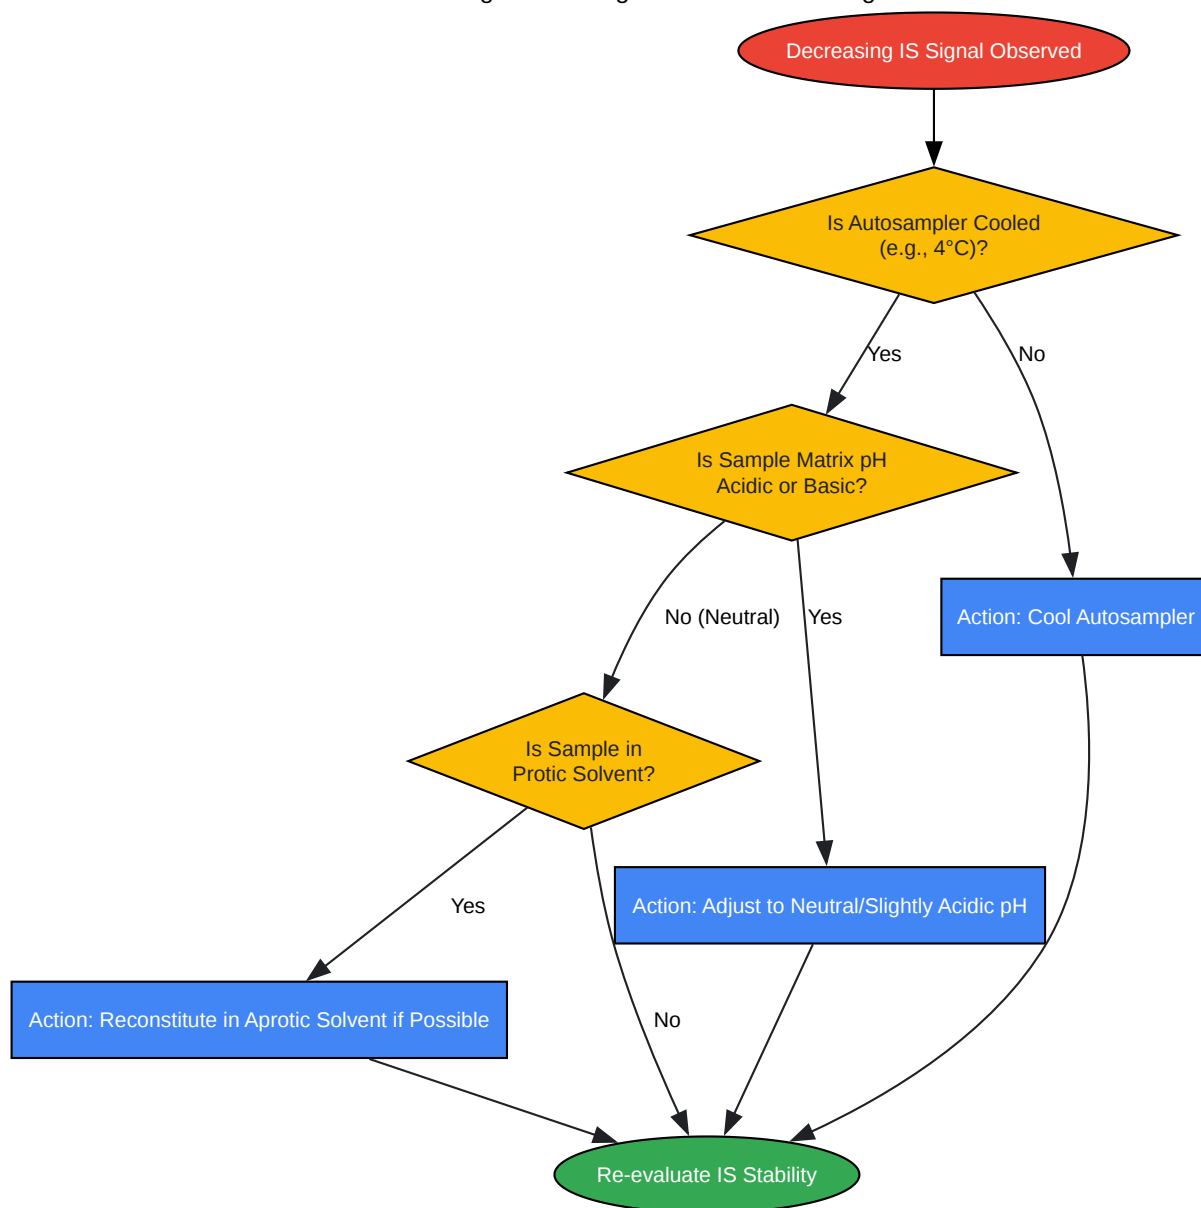 Decreasing IS Signal Observed
Is Autosampler Cooled
(e.g., 4°C)?
Yes
No
Is Sample Matrix pH
Acidic or Basic?
No (Neutral)
Yes
Action: Cool Autosampler
Is Sample in
Protic Solvent?
Yes
Action: Adjust to Neutral/Slightly Acidic pH
Action: Reconstitute in Aprotic Solvent if Possible
No
Re-evaluate IS Stability